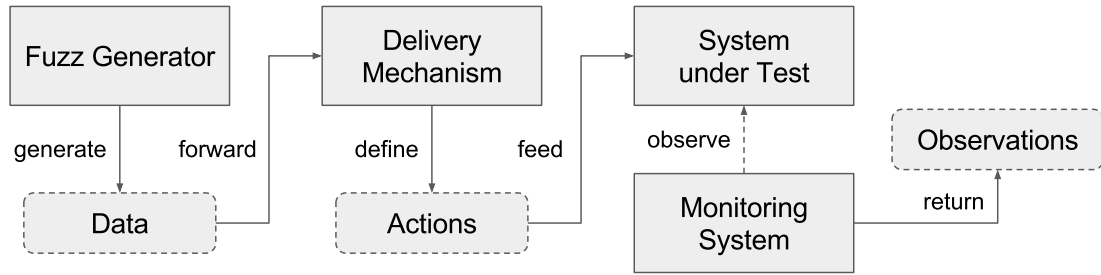 Fuzz Generator
generate
Data
forward
Delivery
Mechanism
define
Actions
feed
System
under Test
observe
Monitoring
System
return
Observations